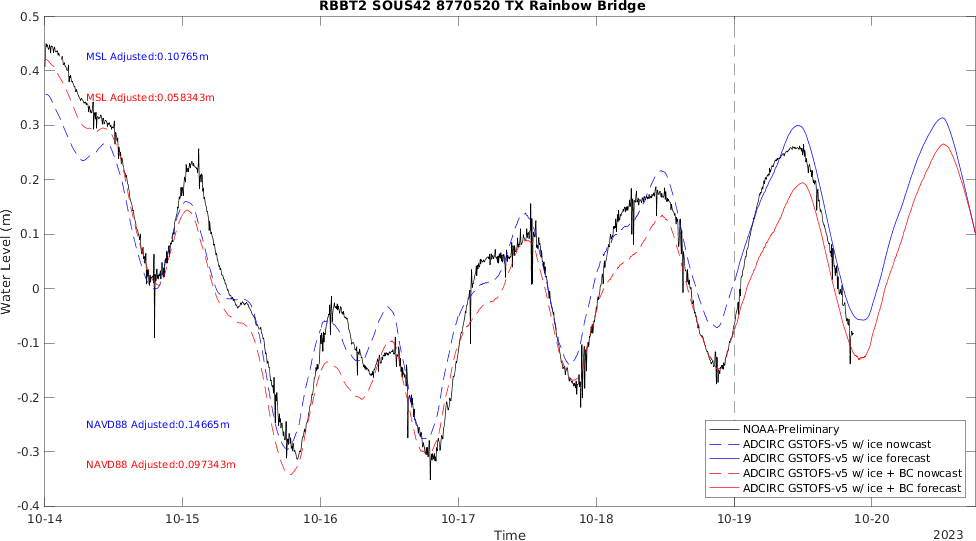 RBBT2 SOUS42 8770520 TX Rainbow Bridge
0.5
0.4
0.3
0.2
0.1
0
-0.1
-0.2
-0.3
-0.4
Water Level (m)
MSL Adjusted:0.10765m
MSL Adjusted:0.058343m
NAVD88 Adjusted:0.14665m
NAVD88 Adjusted:0.097343m
NOAA-Preliminary
ADCIRC GSTOFS-v5 w/ ice nowcast
ADCIRC GSTOFS-v5 w/ ice forecast
ADCIRC GSTOFS-v5 w/ ice + BC nowcast
ADCIRC GSTOFS-v5 w/ ice + BC forecast
10-14 10-15 10-16 10-17 10-18 10-19 10-20
Time
2023